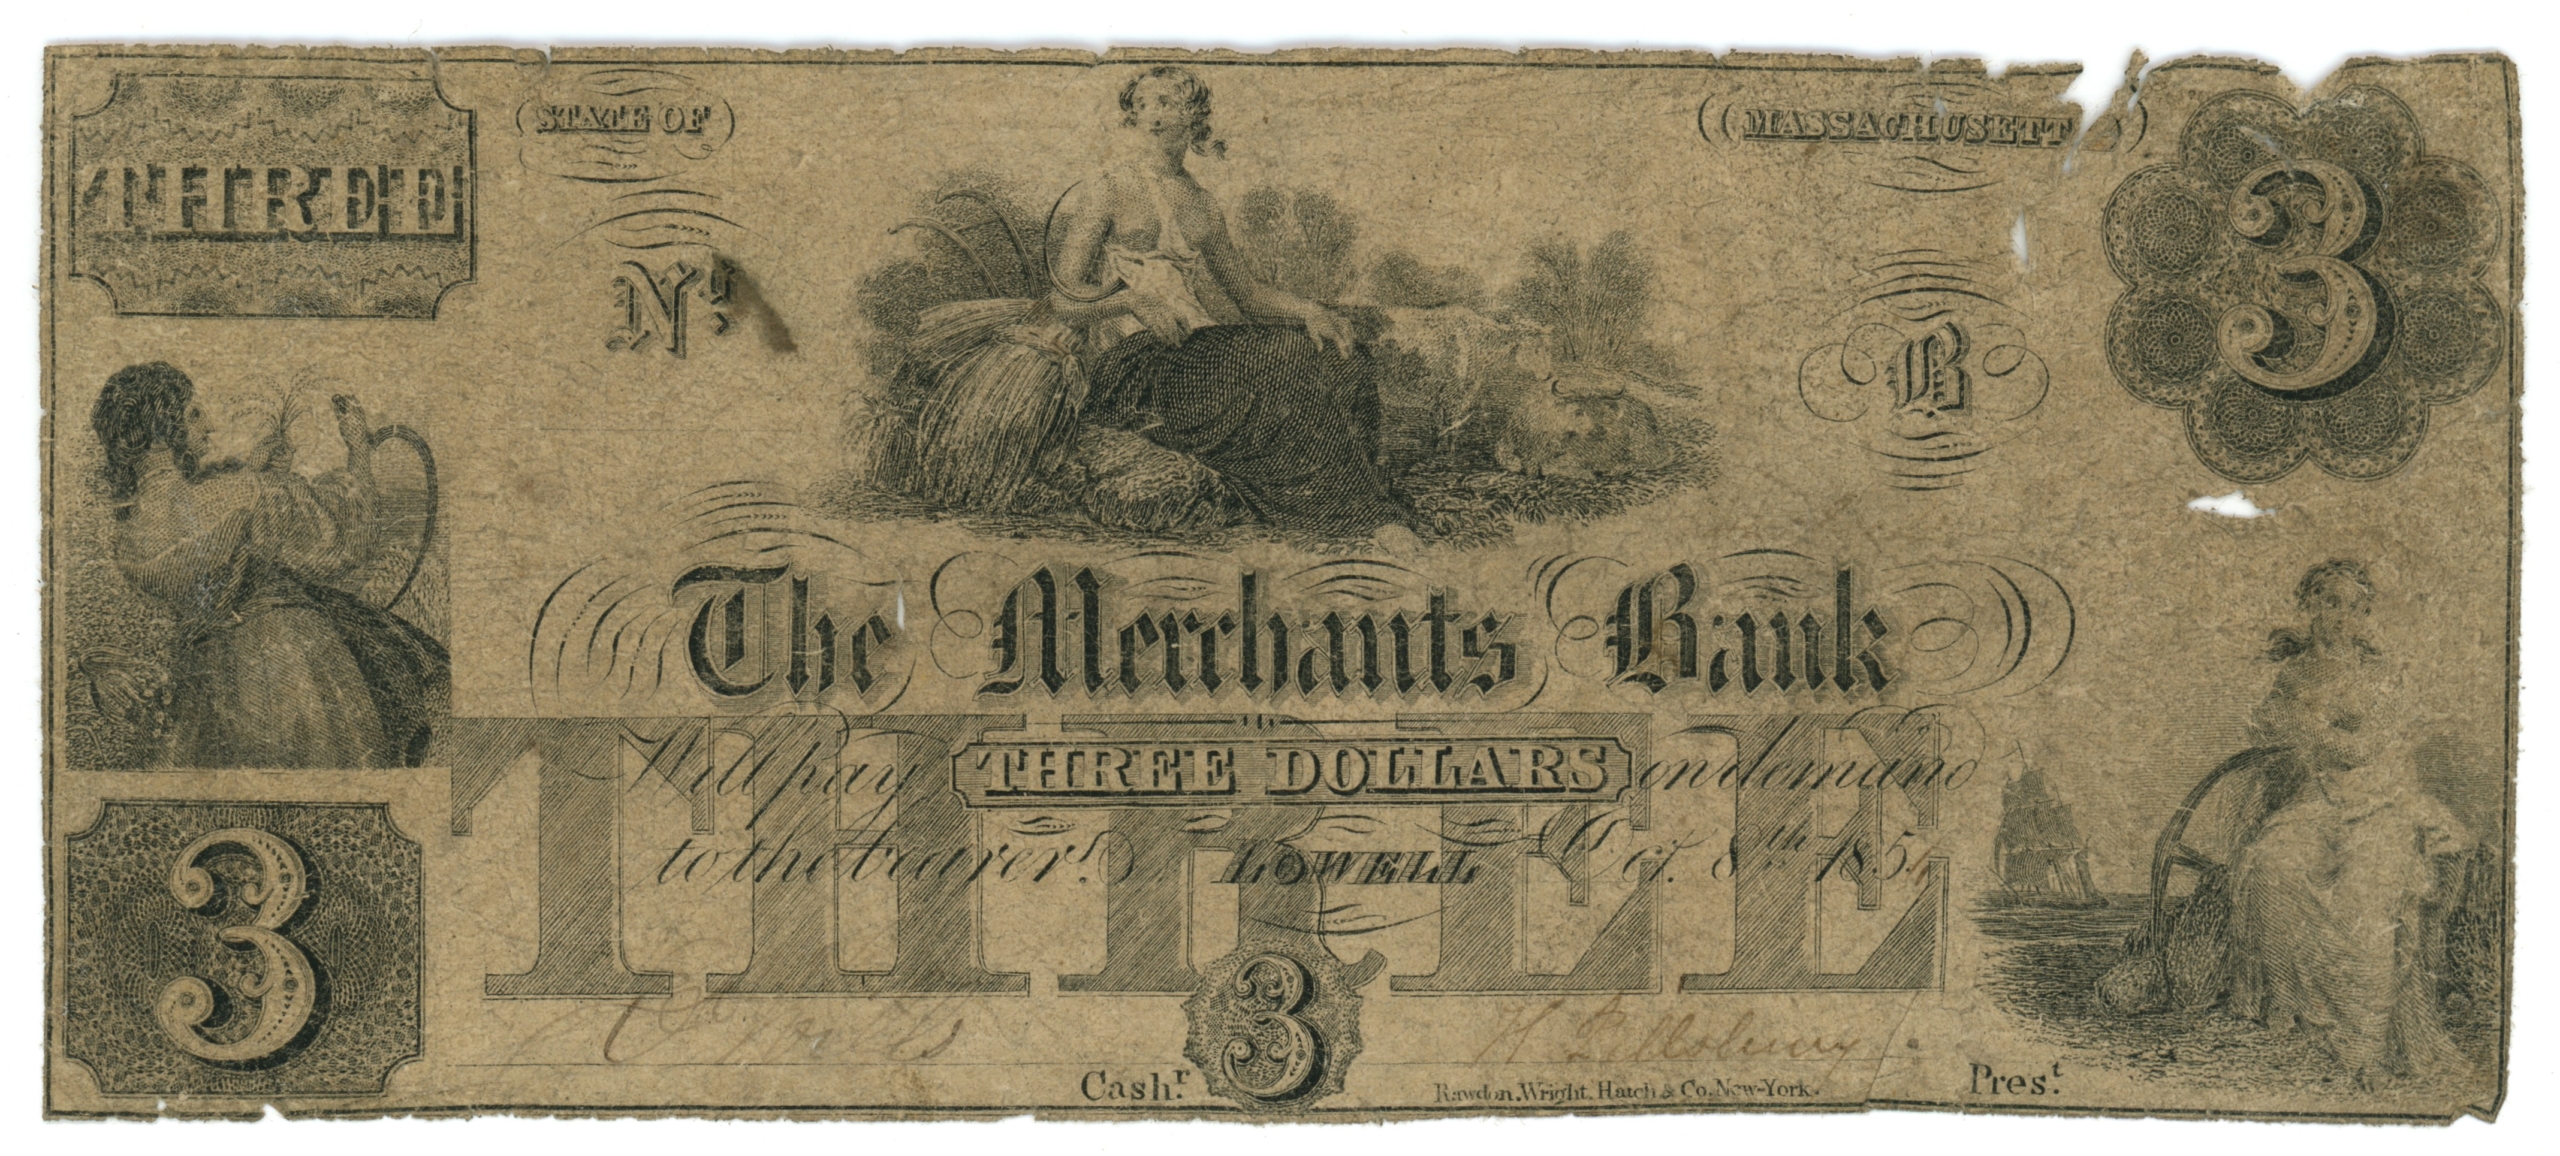 THREE
STATE OF
MASSACHUSETT
3
No.
B
The Merchants Bank
THREE
Will pay THREE DOLLARS on demand
to the bearer. LOWELL Oct. 8th 185
3
3
Cash.r
Rawdon, Wright, Hatch & Co. New-York.
Pres.t